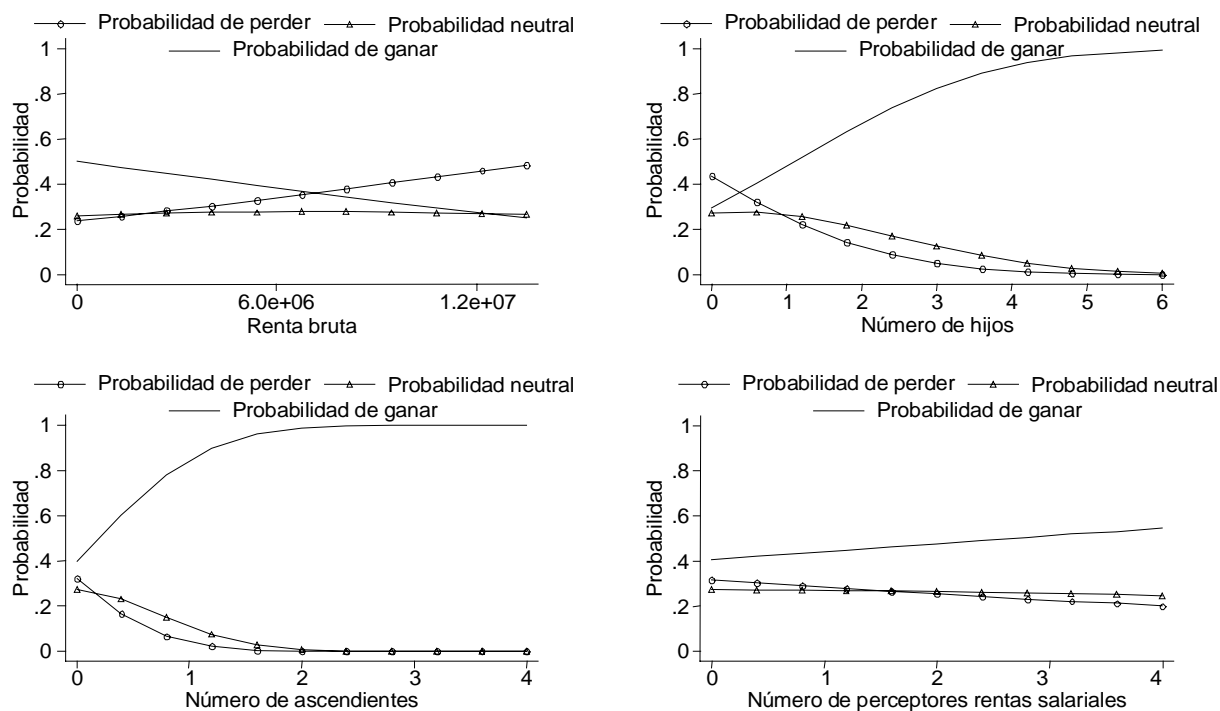 Probabilidad de perder Probabilidad neutral
Probabilidad de ganar
1
.8
.6
.4
.2
0
Probabilidad
0 6.0e+06 1.2e+07
Renta bruta
Probabilidad de perder Probabilidad neutral
Probabilidad de ganar
1
.8
.6
.4
.2
0
Probabilidad
0 1 2 3 4 5 6
Número de hijos
Probabilidad de perder Probabilidad neutral
Probabilidad de ganar
1
.8
.6
.4
.2
0
Probabilidad
0 1 2 3 4
Número de ascendientes
Probabilidad de perder Probabilidad neutral
Probabilidad de ganar
1
.8
.6
.4
.2
0
Probabilidad
0 1 2 3 4
Número de perceptores rentas salariales